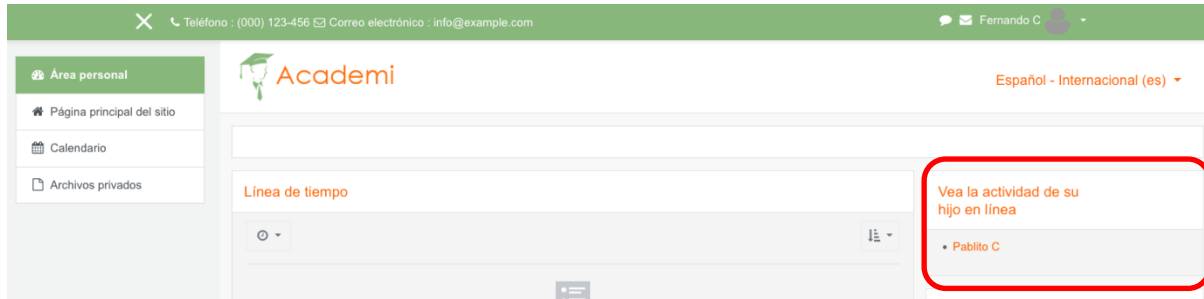 Teléfono : (000) 123-456 Correo electrónico : info@example.com
Fernando C
Área personal
Página principal del sitio
Calendario
Archivos privados
Academi
Español - Internacional (es)
Línea de tiempo
Vea la actividad de su
hijo en línea
Pablito C